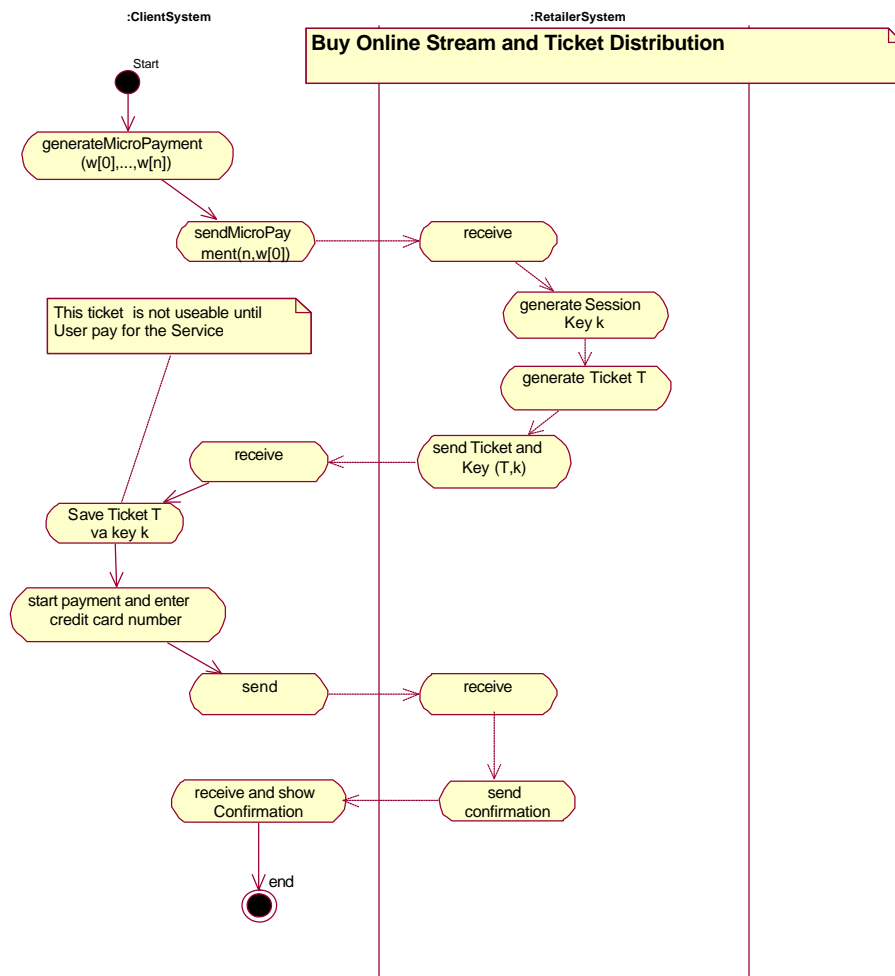 :ClientSystem
:RetailerSystem
Buy Online Stream and Ticket Distribution
Start
generateMicroPayment
(w[0],...,w[n])
sendMicroPay
ment(n,w[0])
receive
This ticket is not useable until
User pay for the Service
generate Session
Key k
generate Ticket T
receive
send Ticket and
Key (T,k)
Save Ticket T
va key k
start payment and enter
credit card number
send
receive
receive and show
Confirmation
send
confirmation
end